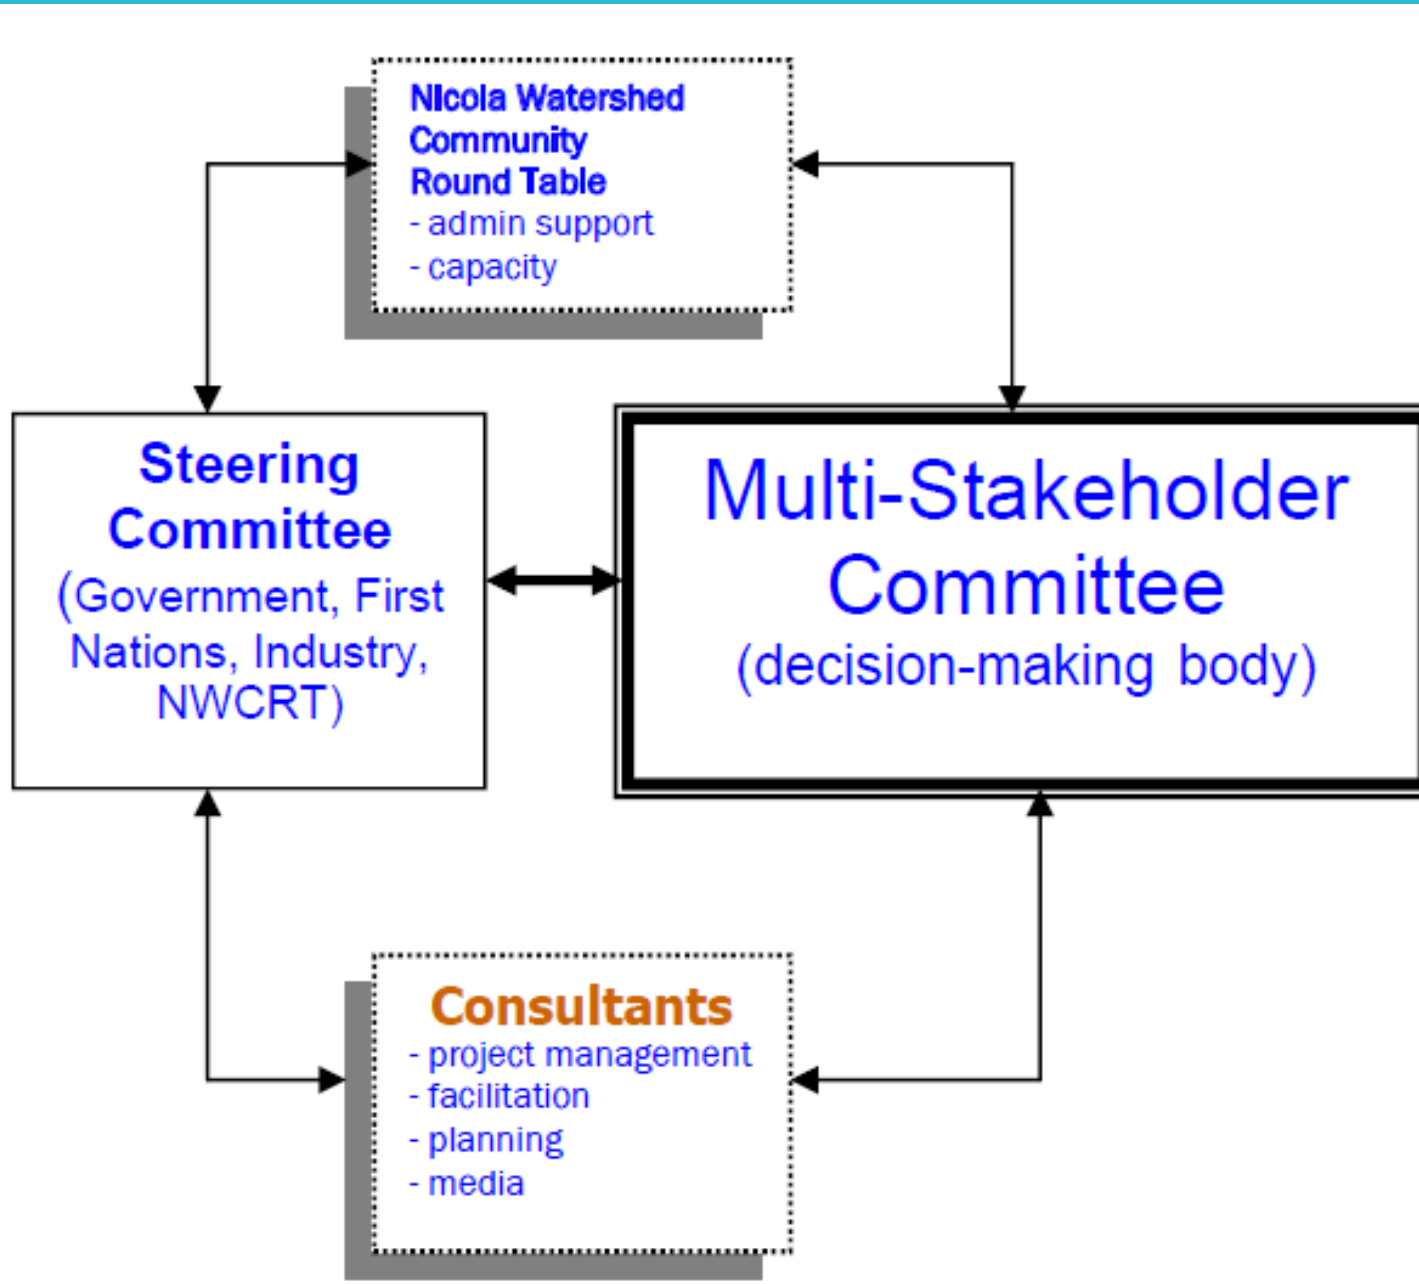 Nicola Watershed
Community
Round Table
- admin support
- capacity
Steering
Committee
(Government, First
Nations, Industry,
NWCRT)
Multi-Stakeholder
Committee
(decision-making body)
Consultants
- project management
- facilitation
- planning
- media